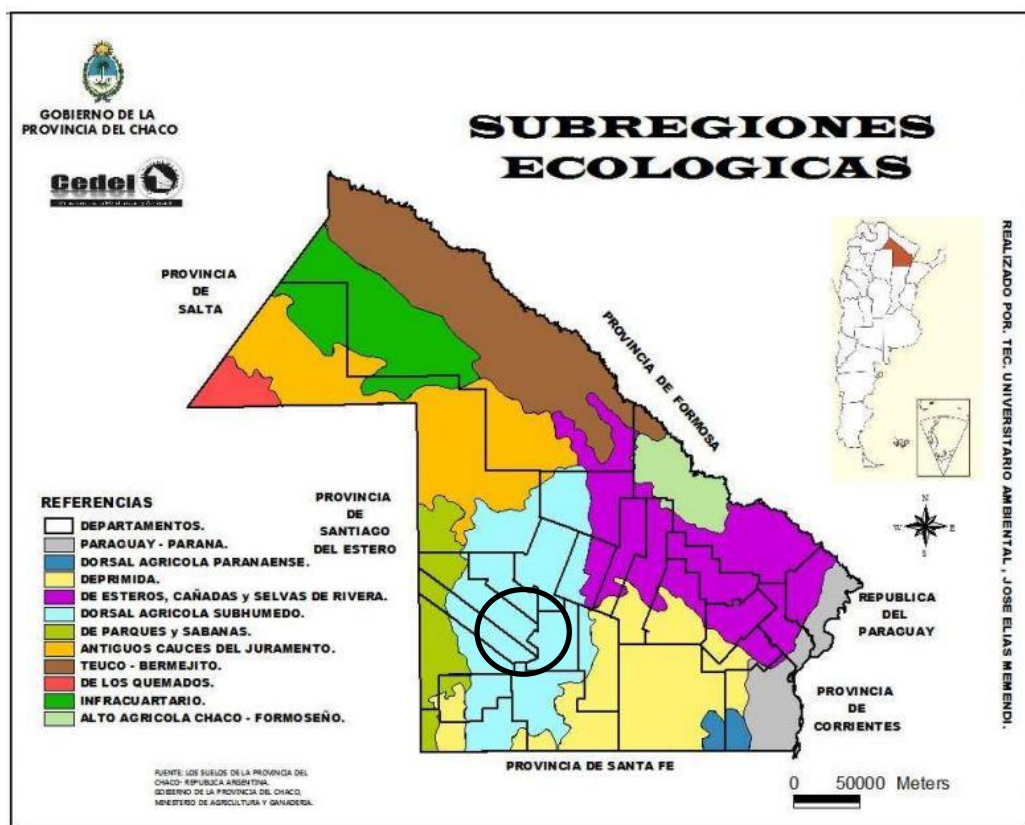 GOBIERNO DE LA
PROVINCIA DEL CHACO
Cedei
SUBREGIONES
ECOLOGICAS
PROVINCIA
DE
SALTA
PROVINCIA DE FORMOSA
REALIZADO POR. TEC. UNIVERSITARIO AMBIENTAL , JOSE ELIAS MEMENDI.
N
W
E
S
REFERENCIAS
DEPARTAMENTOS.
PARAGUAY - PARANA.
DORSAL AGRICOLA PARANAENSE.
DEPRIMIDA.
DE ESTEROS, CAÑADAS y SELVAS DE RIVERA.
DORSAL AGRICOLA SUBHUMEDO.
DE PARQUES y SABANAS.
ANTIGUOS CAUCES DEL JURAMENTO.
TEUCO - BERMEJITO.
DE LOS QUEMADOS.
INFRACUARTARIO.
ALTO AGRICOLA CHACO - FORMOSEÑO.
PROVINCIA
DE
SANTIAGO
DEL ESTERO
REPUBLICA
DEL
PARAGUAY
PROVINCIA
DE
CORRIENTES
PROVINCIA DE SANTA FE
FUENTE: LOS SUELOS DE LA PROVINCIA DEL
CHACO- REPUBLICA ARGENTINA.
GOBIERNO DE LA PROVINCIA DEL CHACO,
MINISTERIO DE AGRICULTURA Y GANADERIA.
0 50000 Meters